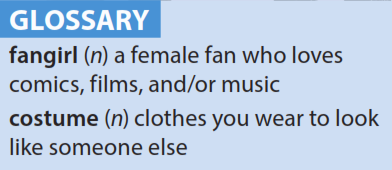 GLOSSARY
fangirl (n) a female fan who loves
comics, films, and/or music
costume (n) clothes you wear to look
like someone else